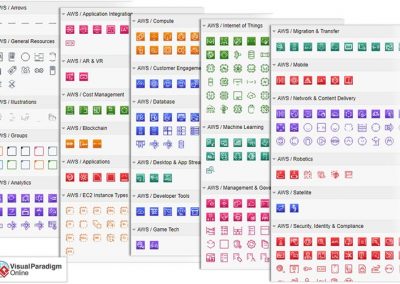 AWS / Arrows
AWS / General Resources
AWS / Illustrations
AWS / Groups
AWS / Analytics
AWS / Application Integration
AWS / AR & VR
AWS / Cost Management
AWS / Blockchain
AWS / Applications
AWS / EC2 Instance Types
AWS / Compute
AWS / Customer Engagement
AWS / Database
AWS / Desktop & App Stream
AWS / Developer Tools
AWS / Game Tech
AWS / Internet of Things
AWS / Machine Learning
AWS / Management & Gover
AWS / Migration & Transfer
AWS / Mobile
AWS / Network & Content Delivery
AWS / Robotics
AWS / Satellite
AWS / Security, Identity & Compliance
Visual Paradigm
Online